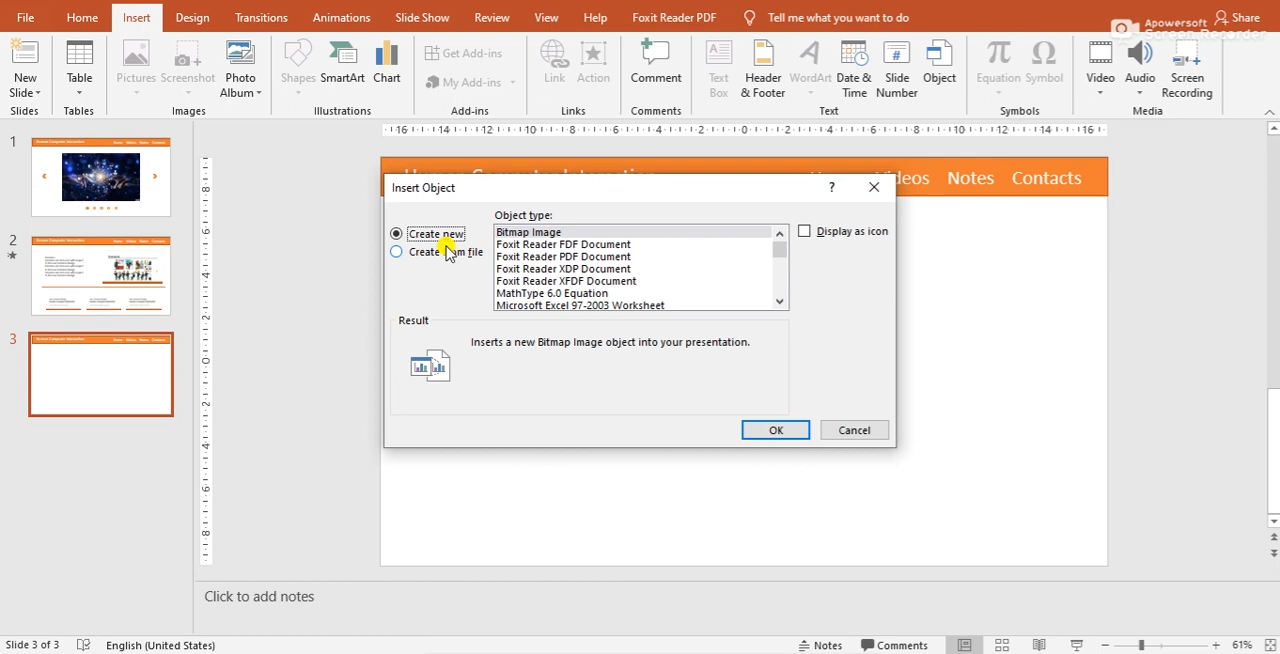 File Home Insert Design Transitions Animations Slide Show Review View Help Foxit Reader PDF Tell me what you want to do Share
Apowersoft
Screen Recorder
New Slide Table Pictures Screenshot Photo Album Shapes SmartArt Chart Get Add-ins My Add-ins Link Action Comment Text Box Header & Footer WordArt Date & Time Slide Number Object Equation Symbol Video Audio Screen Recording
Slides Tables Images Illustrations Add-ins Links Comments Text Symbols Media
1
2
3
Videos Notes Contacts
Insert Object
?
Object type:
Create new
Create from file
Bitmap Image
Foxit Reader FDF Document
Foxit Reader PDF Document
Foxit Reader XDP Document
Foxit Reader XFDF Document
MathType 6.0 Equation
Microsoft Excel 97-2003 Worksheet
Display as icon
Result
Inserts a new Bitmap Image object into your presentation.
OK Cancel
Click to add notes
Slide 3 of 3 English (United States) Notes Comments 61%